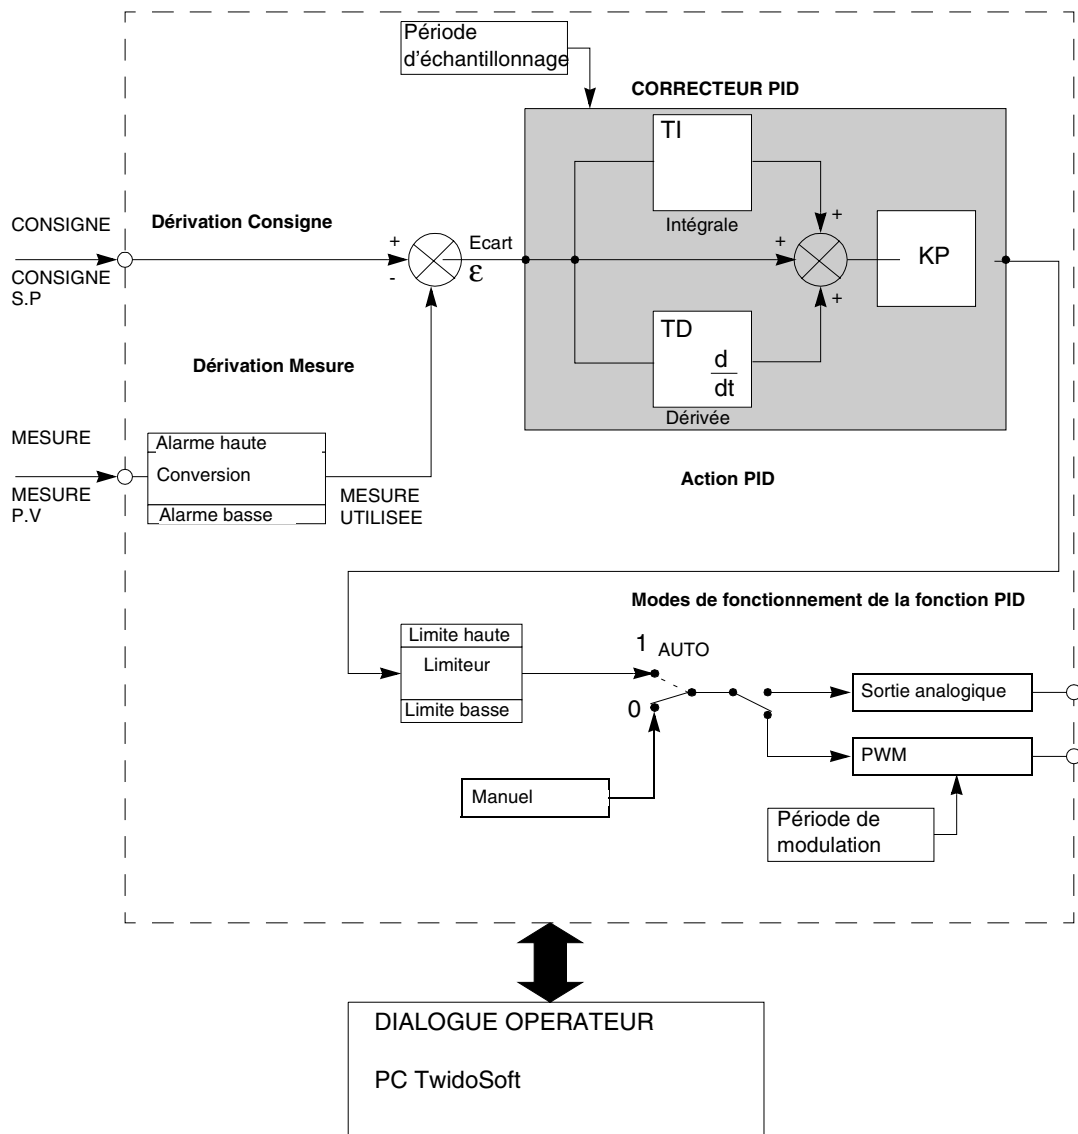 Période
d'échantillonnage
CORRECTEUR PID
TI
Intégrale
CONSIGNE
Dérivation Consigne
CONSIGNE
S.P
+
-
Ecart
ε
+
+
+
KP
TD
d
dt
Dérivée
Dérivation Mesure
MESURE
MESURE
P.V
Alarme haute
Conversion
Alarme basse
MESURE
UTILISEE
Action PID
Modes de fonctionnement de la fonction PID
Limite haute
Limiteur
Limite basse
1
AUTO
0
Sortie analogique
PWM
Manuel
Période de
modulation
DIALOGUE OPERATEUR
PC TwidoSoft